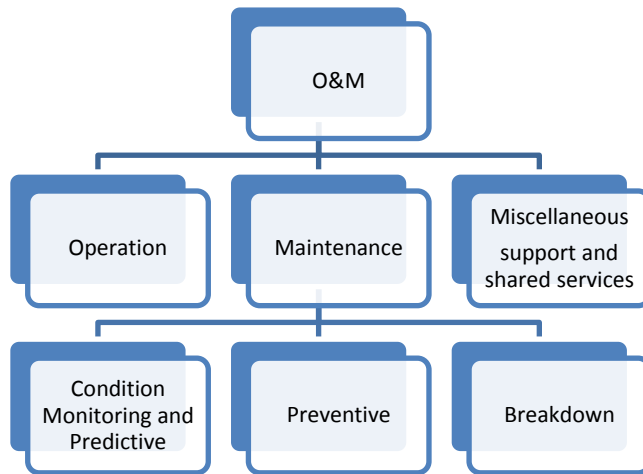 O&M
Operation
Maintenance
Miscellaneous
support and
shared services
Condition
Monitoring and
Predictive
Preventive
Breakdown